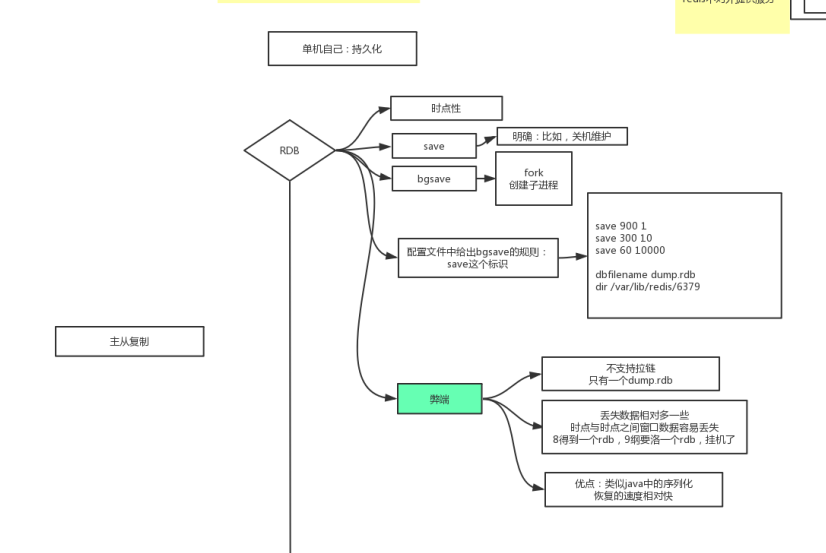 单机自己：持久化
RDB
时点性
save
明确：比如，关机维护
bgsave
fork
创建子进程
配置文件中给出bgsave的规则：
save这个标识
save 900 1
save 300 10
save 60 10000
dbfilename dump.rdb
dir /var/lib/redis/6379
主从复制
弊端
不支持拉链
只有一个dump.rdb
丢失数据相对多一些
时点与时点之间窗口数据容易丢失
8得到一个rdb，9刚要落一个rdb，挂机了
优点：类似java中的序列化
恢复的速度相对快